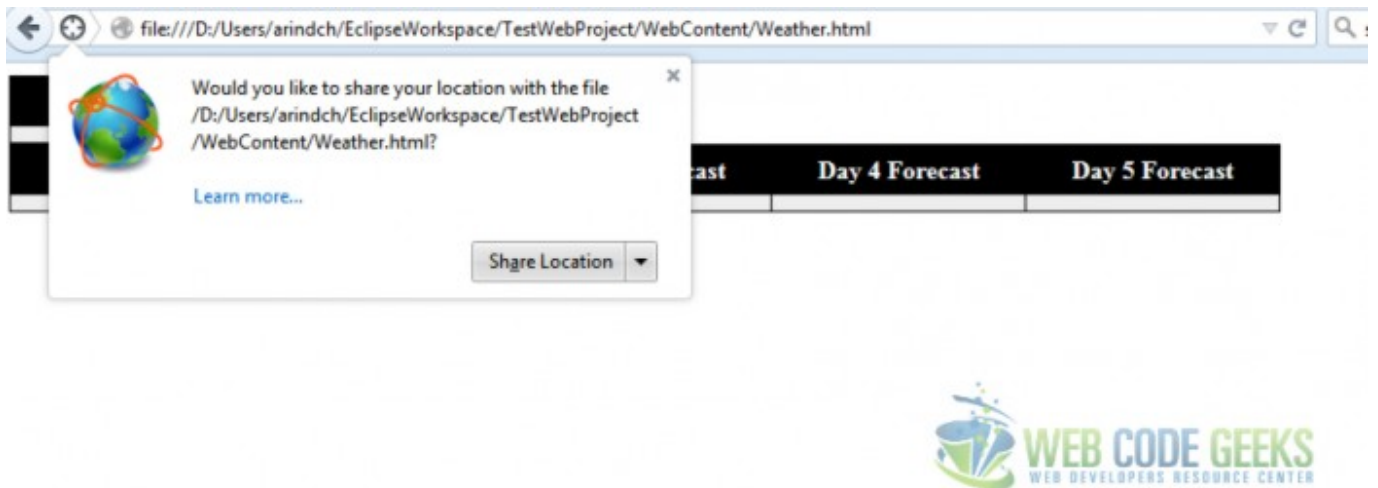 file:///D:/Users/arindch/EclipseWorkspace/TestWebProject/WebContent/Weather.html
Would you like to share your location with the file
/D:/Users/arindch/EclipseWorkspace/TestWebProject
/WebContent/Weather.html?
Learn more...
Share Location
cast Day 4 Forecast Day 5 Forecast
WEB CODE GEEKS
WEB DEVELOPERS RESOURCE CENTER